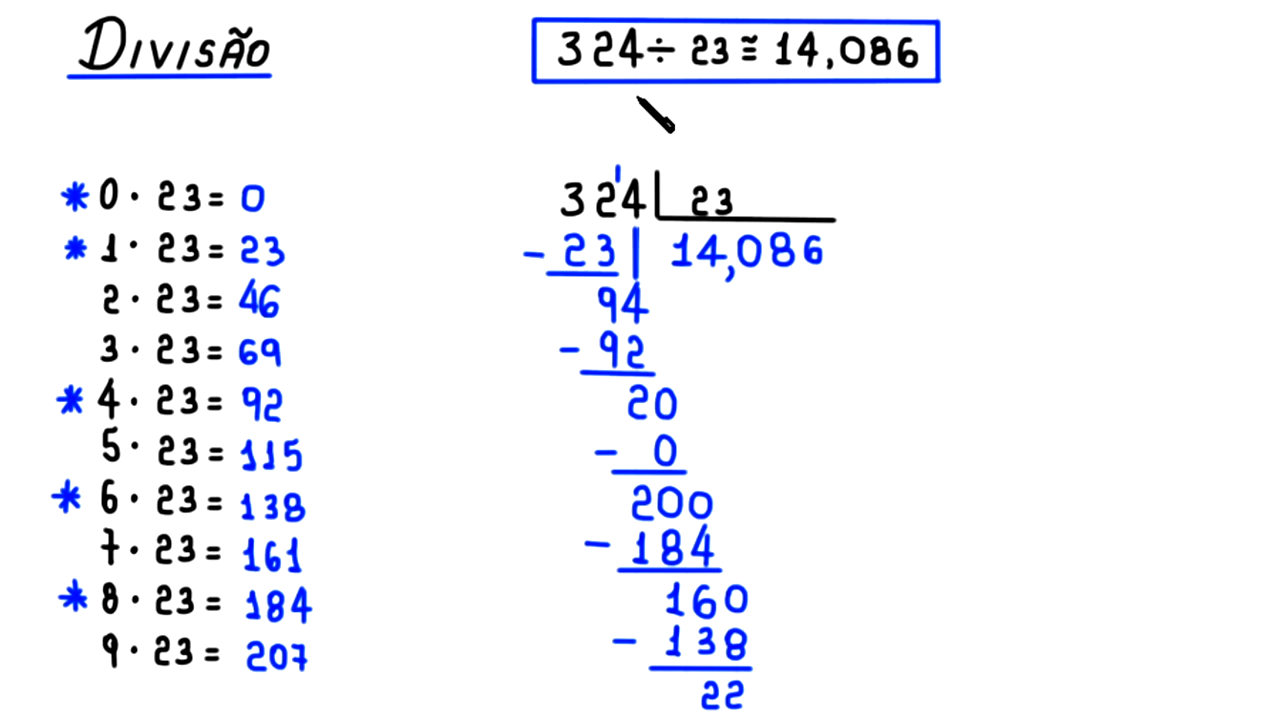 DIVISÃO
324 ÷ 23 ≅ 14,086
* 0 · 23 = 0
* 1 · 23 = 23
2 · 23 = 46
3 · 23 = 69
* 4 · 23 = 92
5 · 23 = 115
* 6 · 23 = 138
7 · 23 = 161
* 8 · 23 = 184
9 · 23 = 207
32'4 | 23
- 23 | 14,086
94
- 92
20
- 0
200
- 184
160
- 138
22